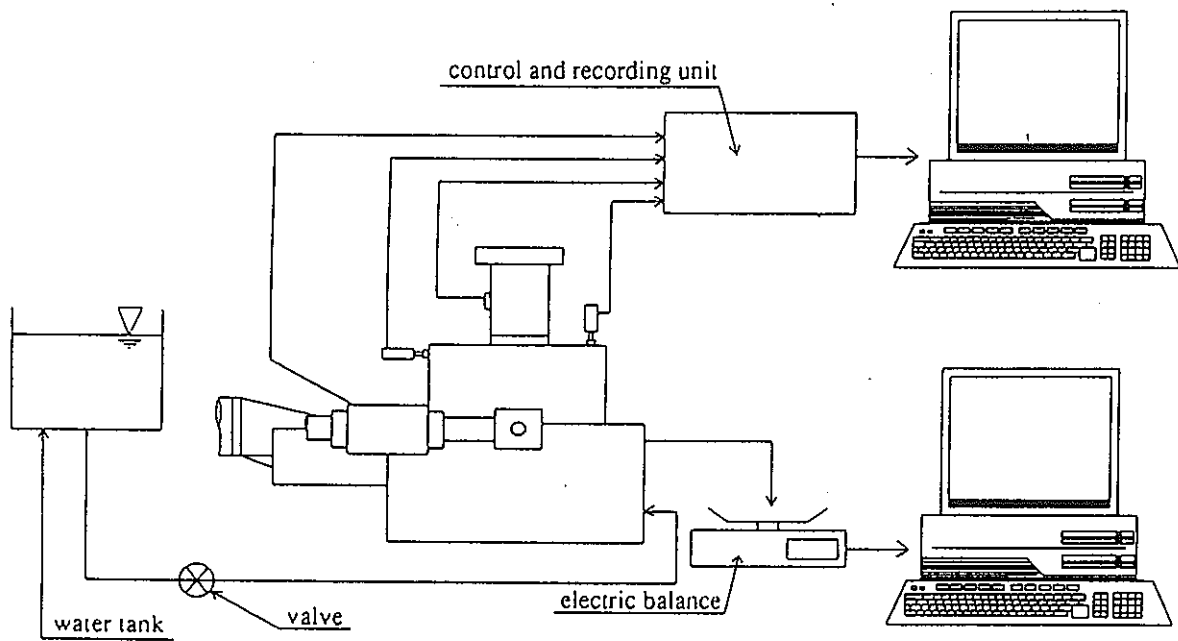 control and recording unit
electric balance
valve
water tank